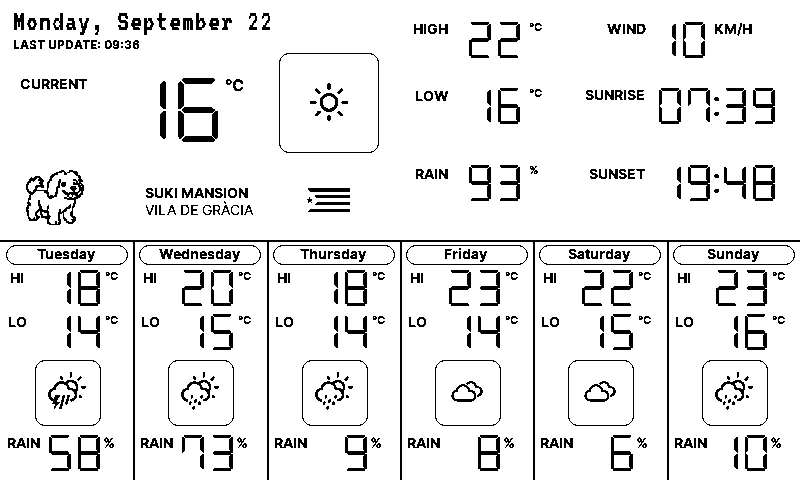 Monday, September 22
LAST UPDATE: 09:36
CURRENT 16 °C
HIGH 22 °C
LOW 16 °C
RAIN 93 %
WIND 10 KM/H
SUNRISE 07:39
SUNSET 19:48
SUKI MANSION
VILA DE GRÀCIA
Tuesday
HI 18 °C
LO 14 °C
RAIN 58 %
Wednesday
HI 20 °C
LO 15 °C
RAIN 73 %
Thursday
HI 18 °C
LO 14 °C
RAIN 9 %
Friday
HI 23 °C
LO 14 °C
RAIN 8 %
Saturday
HI 22 °C
LO 15 °C
RAIN 6 %
Sunday
HI 23 °C
LO 16 °C
RAIN 10 %